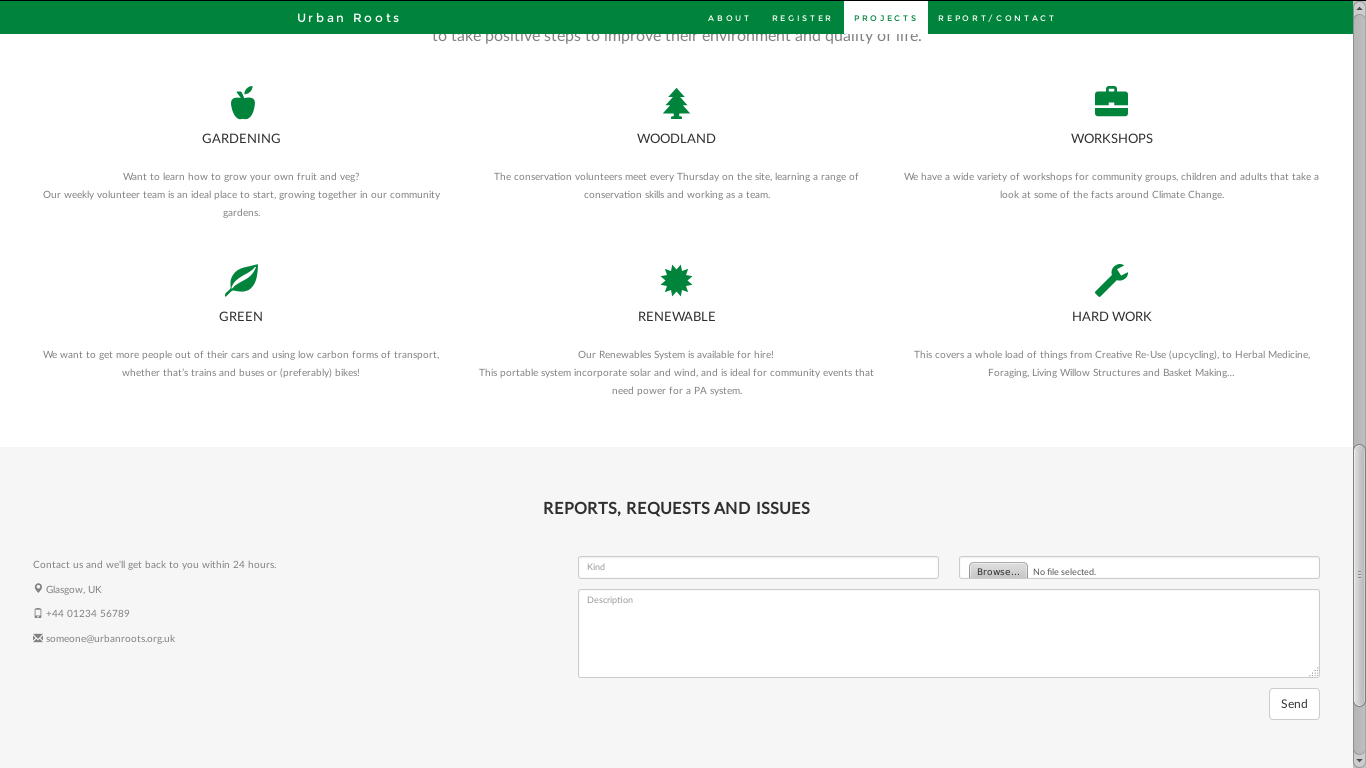 Urban Roots
ABOUT
REGISTER
PROJECTS
REPORT/CONTACT
to take positive steps to improve their environment and quality of life.
GARDENING
Want to learn how to grow your own fruit and veg?
Our weekly volunteer team is an ideal place to start, growing together in our community
gardens.
WOODLAND
The conservation volunteers meet every Thursday on the site, learning a range of
conservation skills and working as a team.
WORKSHOPS
We have a wide variety of workshops for community groups, children and adults that take a
look at some of the facts around Climate Change.
GREEN
We want to get more people out of their cars and using low carbon forms of transport,
whether that's trains and buses or (preferably) bikes!
RENEWABLE
Our Renewables System is available for hire!
This portable system incorporate solar and wind, and is ideal for community events that
need power for a PA system.
HARD WORK
This covers a whole load of things from Creative Re-Use (upcycling), to Herbal Medicine,
Foraging, Living Willow Structures and Basket Making...
REPORTS, REQUESTS AND ISSUES
Contact us and we'll get back to you within 24 hours.
Glasgow, UK
+44 01234 56789
someone@urbanroots.org.uk
Kind
Browse... No file selected.
Description
Send